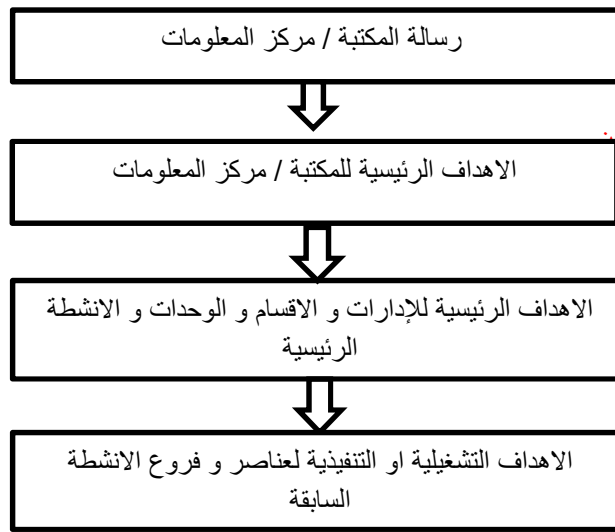 رسالة المكتبة / مركز المعلومات
الاهداف الرئيسية للمكتبة / مركز المعلومات
الاهداف الرئيسية للإدارات و الاقسام و الوحدات و الانشطة
الرئيسية
الاهداف التشغيلية او التنفيذية لعناصر و فروع الانشطة
السابقة